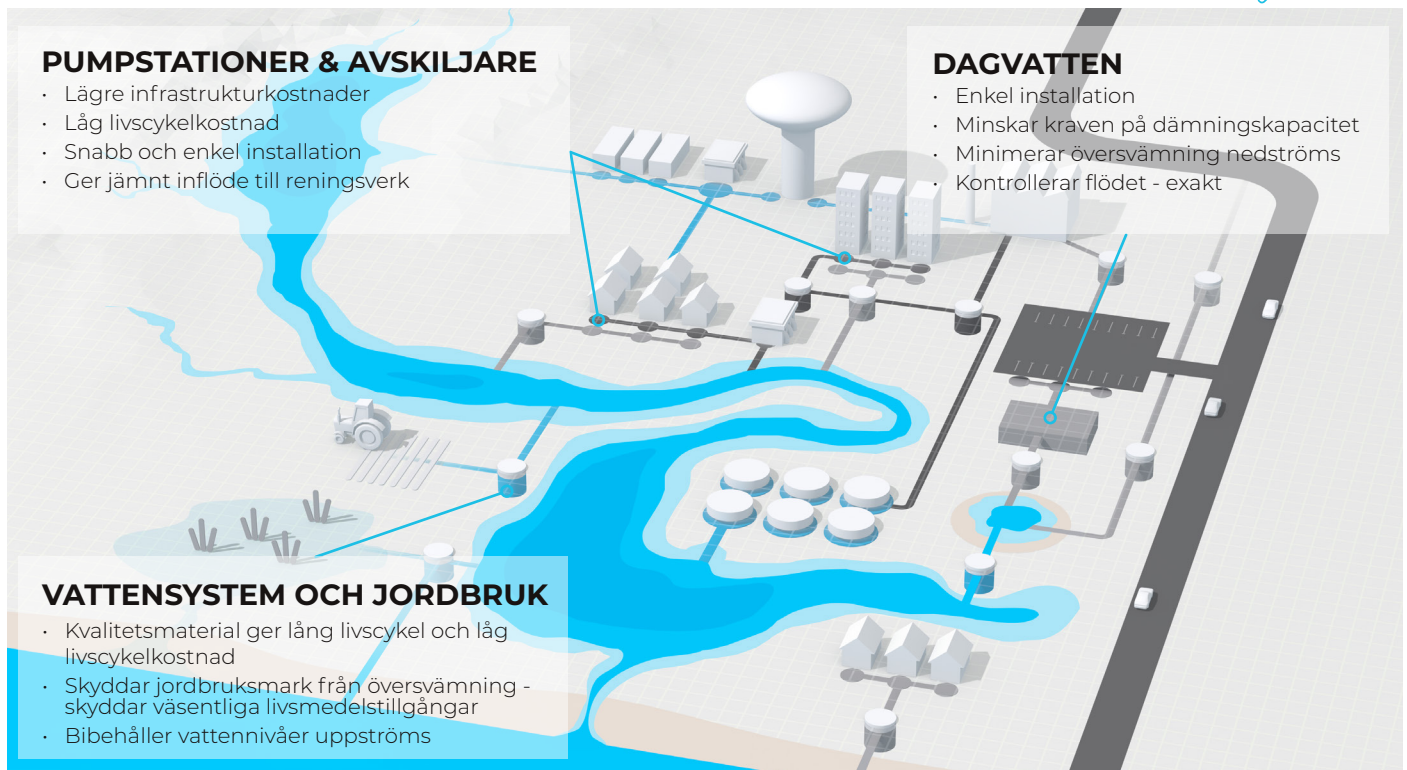 PUMPSTATIONER & AVSKILJARE
· Lägre infrastrukturkostnader
· Låg livscykelkostnad
· Snabb och enkel installation
· Ger jämnt inflöde till reningsverk
DAGVATTEN
· Enkel installation
· Minskar kraven på dämningskapacitet
· Minimerar översvämning nedströms
· Kontrollerar flödet - exakt
VATTENSYSTEM OCH JORDBRUK
· Kvalitetsmaterial ger lång livscykel och låg
livscykelkostnad
· Skyddar jordbruksmark från översvämning -
skyddar väsentliga livsmedelstillgångar
· Bibehåller vattennivåer uppströms